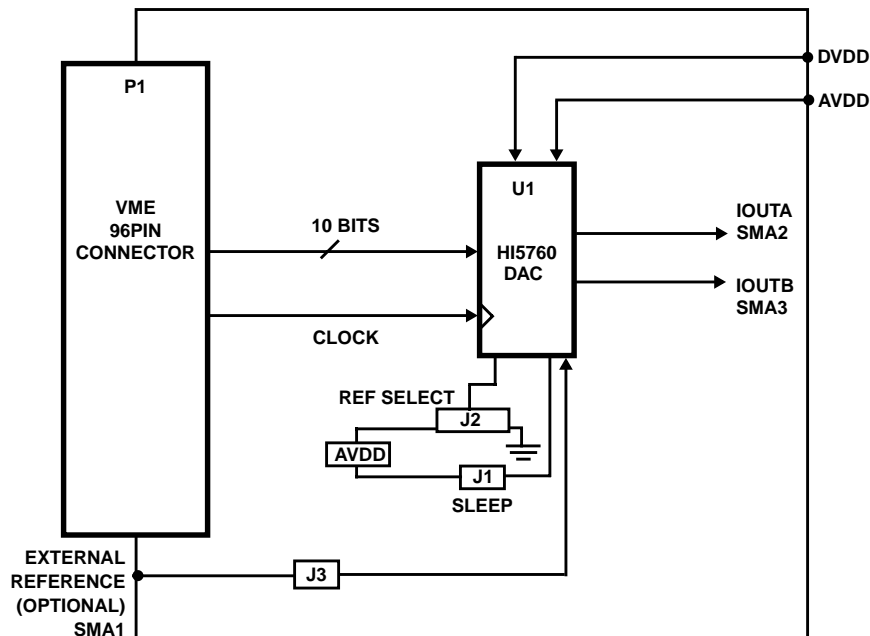 DVDD
AVDD
P1
VME
96PIN
CONNECTOR
10 BITS
CLOCK
U1
HI5760
DAC
IOUTA
SMA2
IOUTB
SMA3
REF SELECT
J2
AVDD
J1
SLEEP
J3
EXTERNAL
REFERENCE
(OPTIONAL)
SMA1